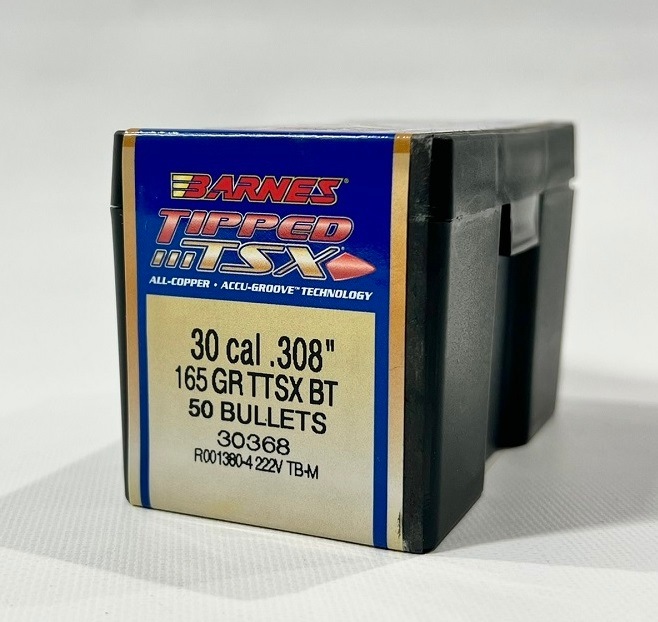 BARNES®
TIPPED
TSX®
ALL-COPPER • ACCU-GROOVE™ TECHNOLOGY
30 cal .308"
165 GR TTSX BT
50 BULLETS
30368
R001380-4 222V TB-M